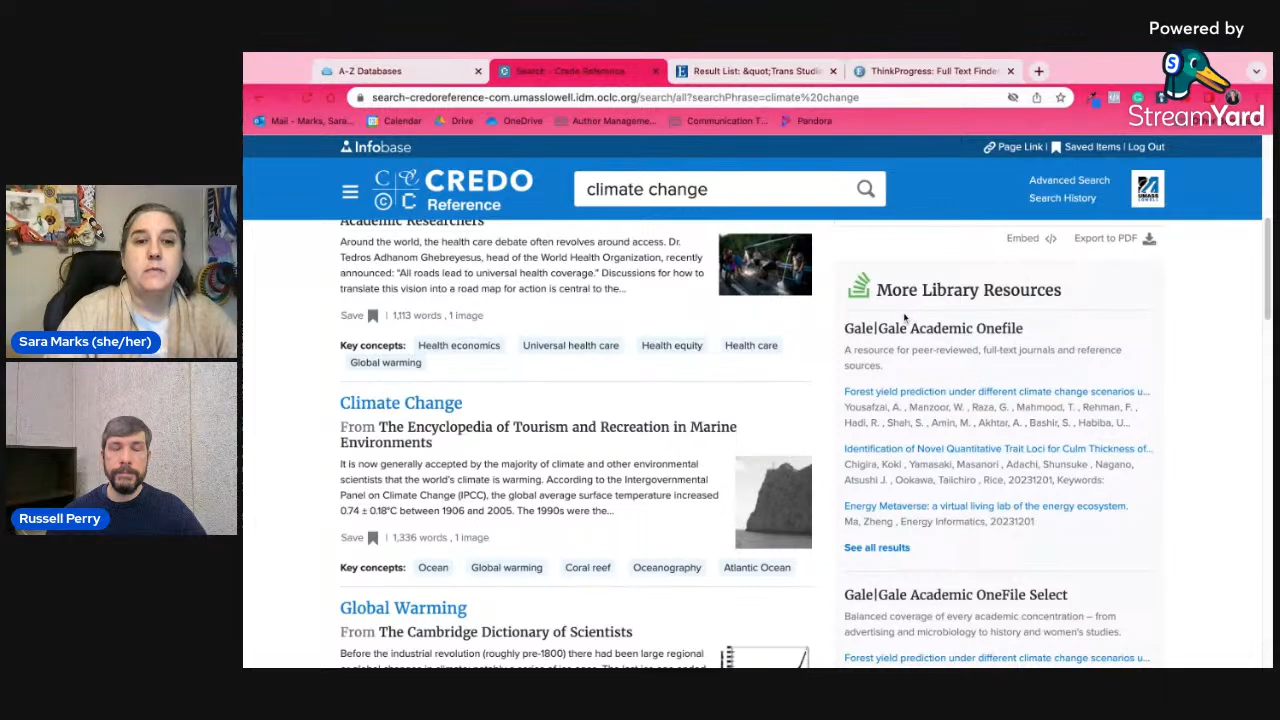 Powered by
StreamYard
A-Z Databases
Search - Credo Reference
Result List: &quot;Trans Studi
ThinkProgress: Full Text Finde
search-credoreference-com.umasslowell.idm.oclc.org/search/all?searchPhrase=climate%20change
Mail - Marks, Sara...
Calendar
Drive
OneDrive
Author Manageme...
Communication T...
Pandora
Infobase
Page Link | Saved Items | Log Out
CREDO
Reference
climate change
Advanced Search
Search History
Academic Researchers
Around the world, the health care debate often revolves around access. Dr.
Tedros Adhanom Ghebreyesus, head of the World Health Organization, recently
announced: “All roads lead to universal health coverage.” Discussions for how to
translate this vision into a road map for action is central to the...
Save | 1,113 words , 1 image
Key concepts: Health economics Universal health care Health equity Health care
Global warming
Climate Change
From The Encyclopedia of Tourism and Recreation in Marine
Environments
It is now generally accepted by the majority of climate and other environmental
scientists that the world's climate is warming. According to the Intergovernmental
Panel on Climate Change (IPCC), the global average surface temperature increased
0.74 ± 0.18°C between 1906 and 2005. The 1990s were the...
Save | 1,336 words , 1 image
Key concepts: Ocean Global warming Coral reef Oceanography Atlantic Ocean
Global Warming
From The Cambridge Dictionary of Scientists
Before the industrial revolution (roughly pre-1800) there had been large regional
Embed </> Export to PDF
More Library Resources
Gale|Gale Academic Onefile
A resource for peer-reviewed, full-text journals and reference
sources.
Forest yield prediction under different climate change scenarios u...
Yousafzai, A. , Manzoor, W. , Raza, G. , Mahmood, T. , Rehman, F. ,
Hadi, R. , Shah, S. , Amin, M. , Akhtar, A. , Bashir, S. , Habiba, U...
Identification of Novel Quantitative Trait Loci for Culm Thickness of...
Chigira, Koki , Yamasaki, Masanori , Adachi, Shunsuke , Nagano,
Atsushi J. , Ookawa, Taiichiro , Rice, 20231201, Keywords:
Energy Metaverse: a virtual living lab of the energy ecosystem.
Ma, Zheng , Energy Informatics, 20231201
See all results
Gale|Gale Academic OneFile Select
Balanced coverage of every academic concentration – from
advertising and microbiology to history and women's studies.
Forest yield prediction under different climate change scenarios u...
Sara Marks (she/her)
Russell Perry